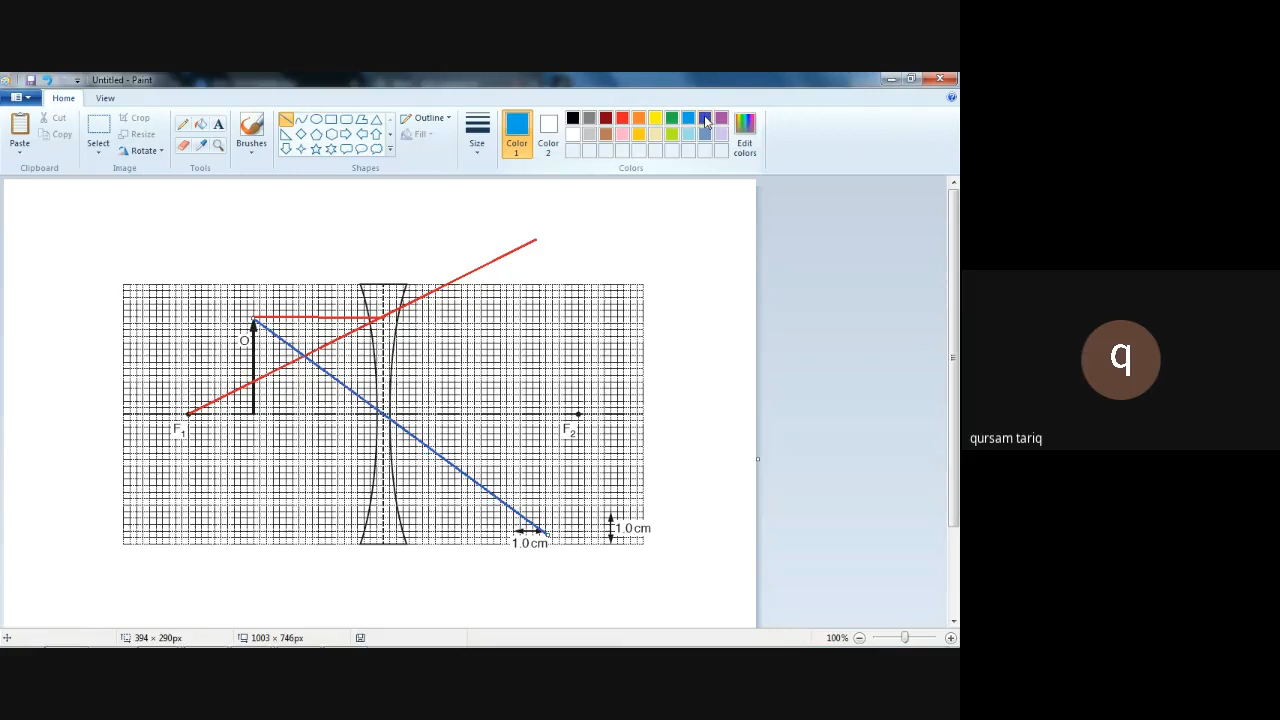 Untitled - Paint
Home
View
Paste
Cut
Copy
Clipboard
Select
Crop
Resize
Rotate
Image
A
Tools
Brushes
Outline
Fill
Shapes
Size
Color
1
Color
2
Edit
colors
Colors
O
F1
F2
1.0 cm
1.0 cm
394 × 290px
1003 × 746px
100%
q
qursam tariq